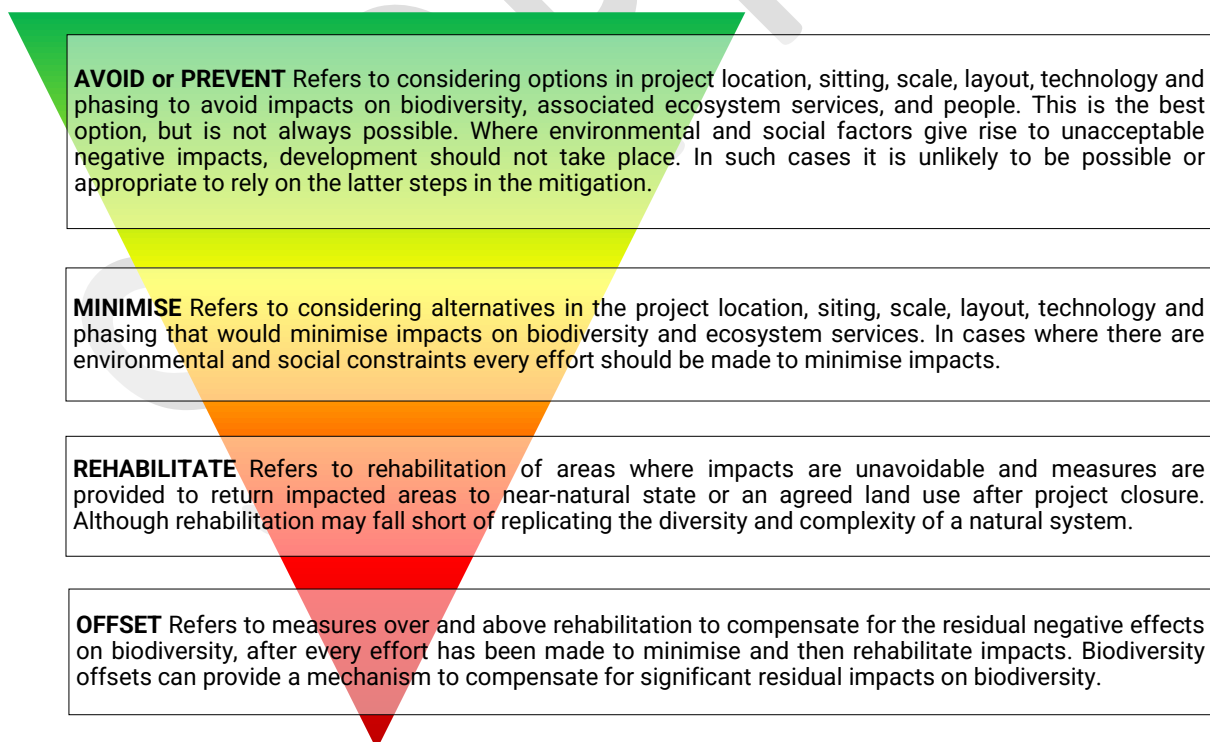 AVOID or PREVENT Refers to considering options in project location, sitting, scale, layout, technology and
phasing to avoid impacts on biodiversity, associated ecosystem services, and people. This is the best
option, but is not always possible. Where environmental and social factors give rise to unacceptable
negative impacts, development should not take place. In such cases it is unlikely to be possible or
appropriate to rely on the latter steps in the mitigation.
MINIMISE Refers to considering alternatives in the project location, siting, scale, layout, technology and
phasing that would minimise impacts on biodiversity and ecosystem services. In cases where there are
environmental and social constraints every effort should be made to minimise impacts.
REHABILITATE Refers to rehabilitation of areas where impacts are unavoidable and measures are
provided to return impacted areas to near-natural state or an agreed land use after project closure.
Although rehabilitation may fall short of replicating the diversity and complexity of a natural system.
OFFSET Refers to measures over and above rehabilitation to compensate for the residual negative effects
on biodiversity, after every effort has been made to minimise and then rehabilitate impacts. Biodiversity
offsets can provide a mechanism to compensate for significant residual impacts on biodiversity.